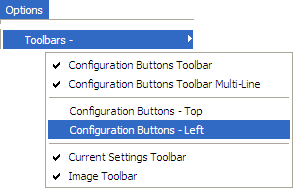 Options
Toolbars -
Configuration Buttons Toolbar
Configuration Buttons Toolbar Multi-Line
Configuration Buttons - Top
Configuration Buttons - Left
Current Settings Toolbar
Image Toolbar